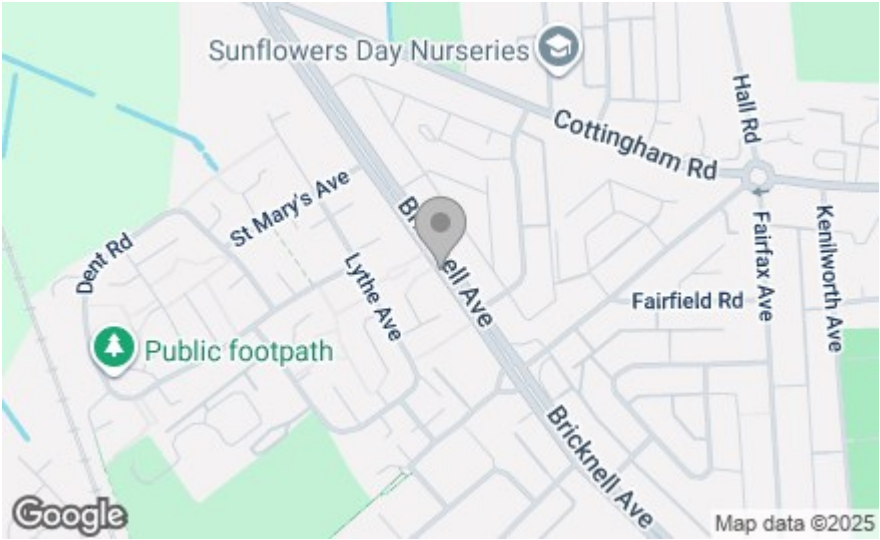 Sunflowers Day Nurseries
Hall Rd
Cottingham Rd
St Mary's Ave
Bricknell Ave
Dent Rd
Lythe Ave
Fairfax Ave
Kenilworth Ave
Fairfield Rd
Public footpath
Bricknell Ave
Google
Map data ©2025